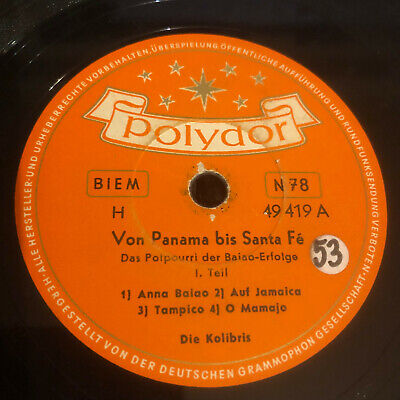 ALLE HERSTELLER-UND URHEBERRECHTE VORBEHALTEN, ÜBERSPIELUNG, ÖFFENTLICHE AUFFÜHRUNG UND RUNDFUNKSENDUNG VERBOTEN.
polydor
BIEM
N 78
H
49 419 A
Von Panama bis Santa Fé
Das Potpourri der Baiao-Erfolge
I. Teil
53
1) Anna Baiao 2) Auf Jamaica
3) Tampico 4) O Mamajo
Die Kolibris
HERGESTELLT VON DER DEUTSCHEN GRAMMOPHON GESELLSCHAFT